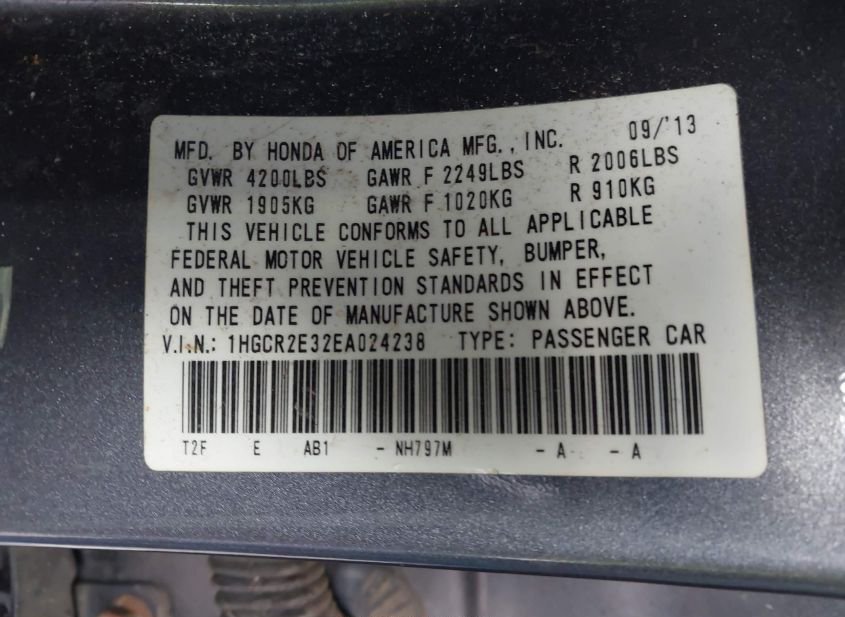 MFD. BY HONDA OF AMERICA MFG., INC. 09/'13
GVWR 4200LBS GAWR F 2249LBS R 2006LBS
GVWR 1905KG GAWR F 1020KG R 910KG
THIS VEHICLE CONFORMS TO ALL APPLICABLE
FEDERAL MOTOR VEHICLE SAFETY, BUMPER,
AND THEFT PREVENTION STANDARDS IN EFFECT
ON THE DATE OF MANUFACTURE SHOWN ABOVE.
V.I.N.: 1HGCR2E32EA024238 TYPE: PASSENGER CAR
T2F E AB1 - NH797M - A - A